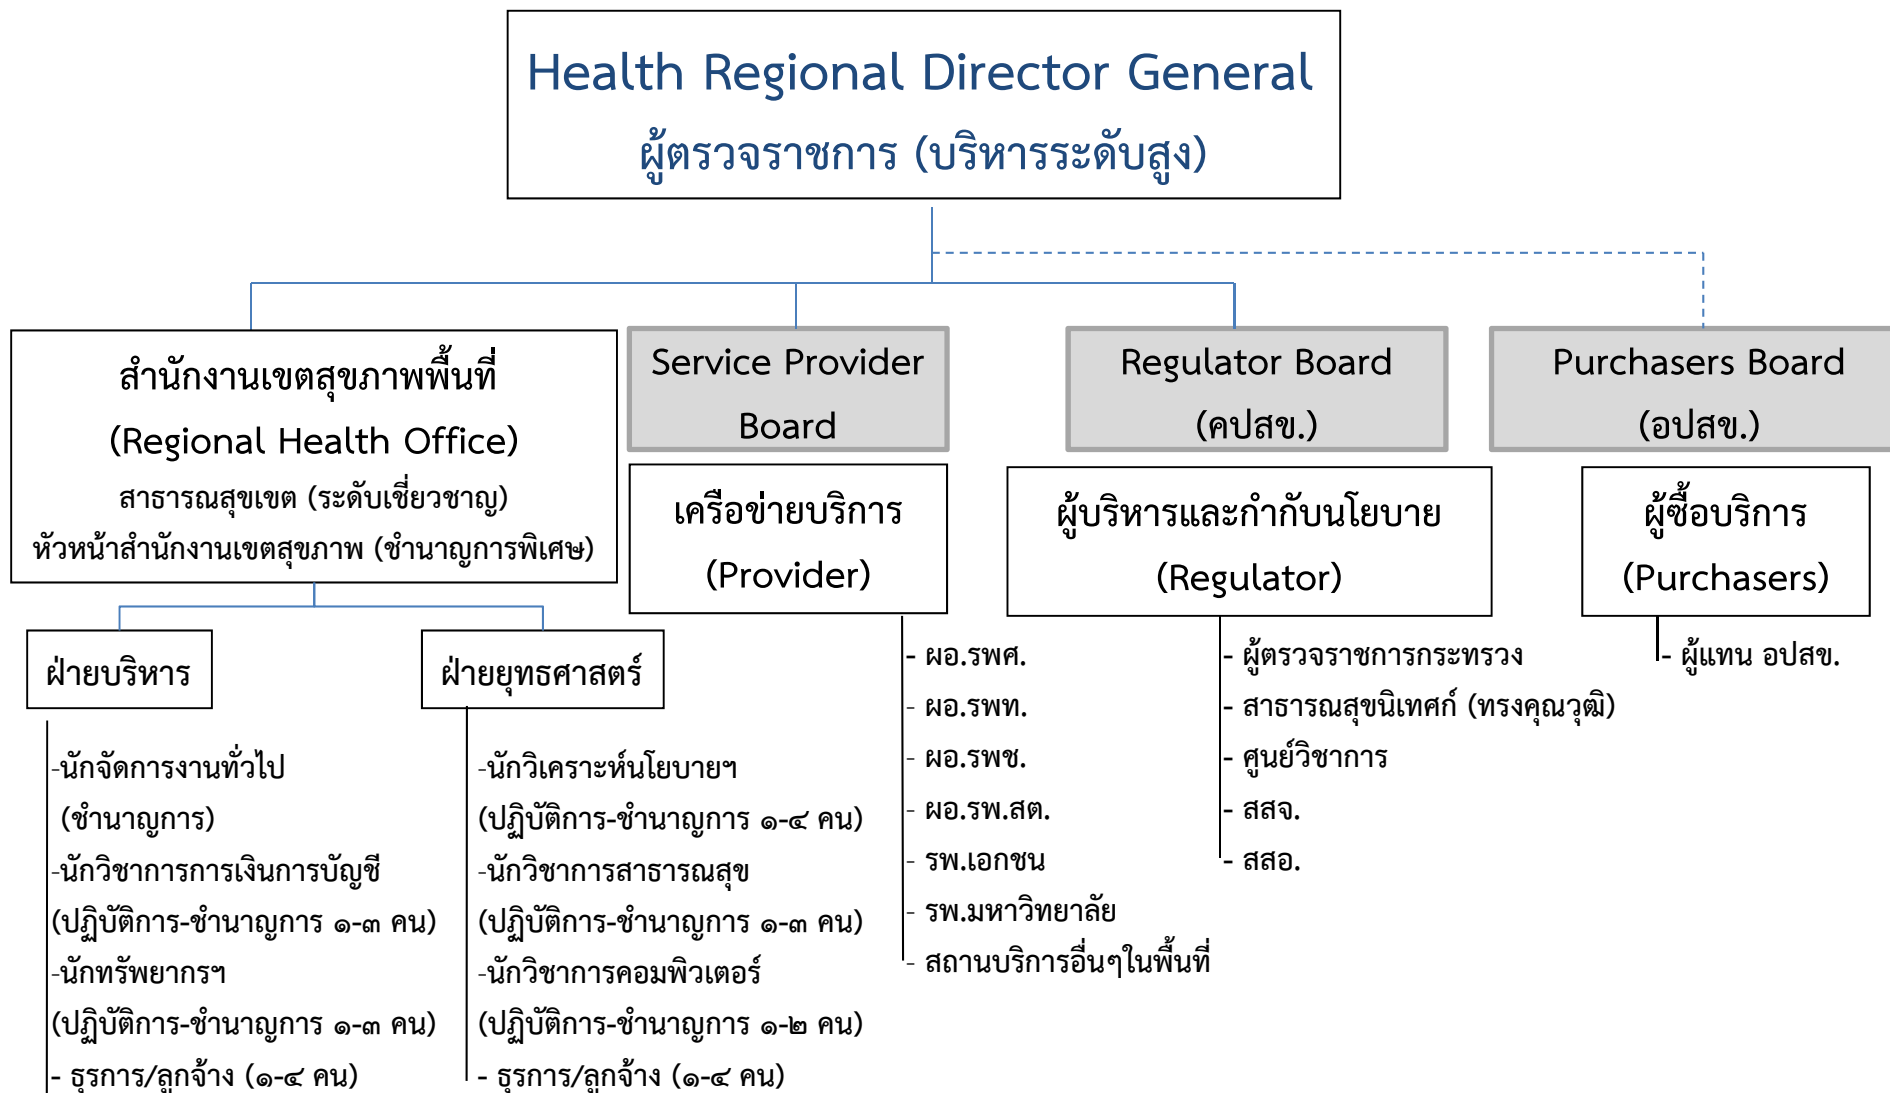 Health Regional Director General
ผู้ตรวจราชการ (บริหารระดับสูง)
สำนักงานเขตสุขภาพพื้นที่
(Regional Health Office)
สาธารณสุขเขต (ระดับเชี่ยวชาญ)
หัวหน้าสำนักงานเขตสุขภาพ (ชำนาญการพิเศษ)
ฝ่ายบริหาร
-นักจัดการงานทั่วไป
(ชำนาญการ)
-นักวิชาการการเงินการบัญชี
(ปฏิบัติการ-ชำนาญการ ๑-๓ คน)
-นักทรัพยากรฯ
(ปฏิบัติการ-ชำนาญการ ๑-๓ คน)
- ธุรการ/ลูกจ้าง (๑-๔ คน)
ฝ่ายยุทธศาสตร์
-นักวิเคราะห์นโยบายฯ
(ปฏิบัติการ-ชำนาญการ ๑-๔ คน)
-นักวิชาการสาธารณสุข
(ปฏิบัติการ-ชำนาญการ ๑-๓ คน)
-นักวิชาการคอมพิวเตอร์
(ปฏิบัติการ-ชำนาญการ ๑-๒ คน)
- ธุรการ/ลูกจ้าง (๑-๔ คน)
Service Provider
Board
เครือข่ายบริการ
(Provider)
- ผอ.รพศ.
- ผอ.รพท.
- ผอ.รพช.
- ผอ.รพ.สต.
- รพ.เอกชน
- รพ.มหาวิทยาลัย
- สถานบริการอื่นๆในพื้นที่
Regulator Board
(คปสข.)
ผู้บริหารและกำกับนโยบาย
(Regulator)
- ผู้ตรวจราชการกระทรวง
- สาธารณสุขนิเทศก์ (ทรงคุณวุฒิ)
- ศูนย์วิชาการ
- สสจ.
- สสอ.
Purchasers Board
(อปสข.)
ผู้ซื้อบริการ
(Purchasers)
- ผู้แทน อปสข.